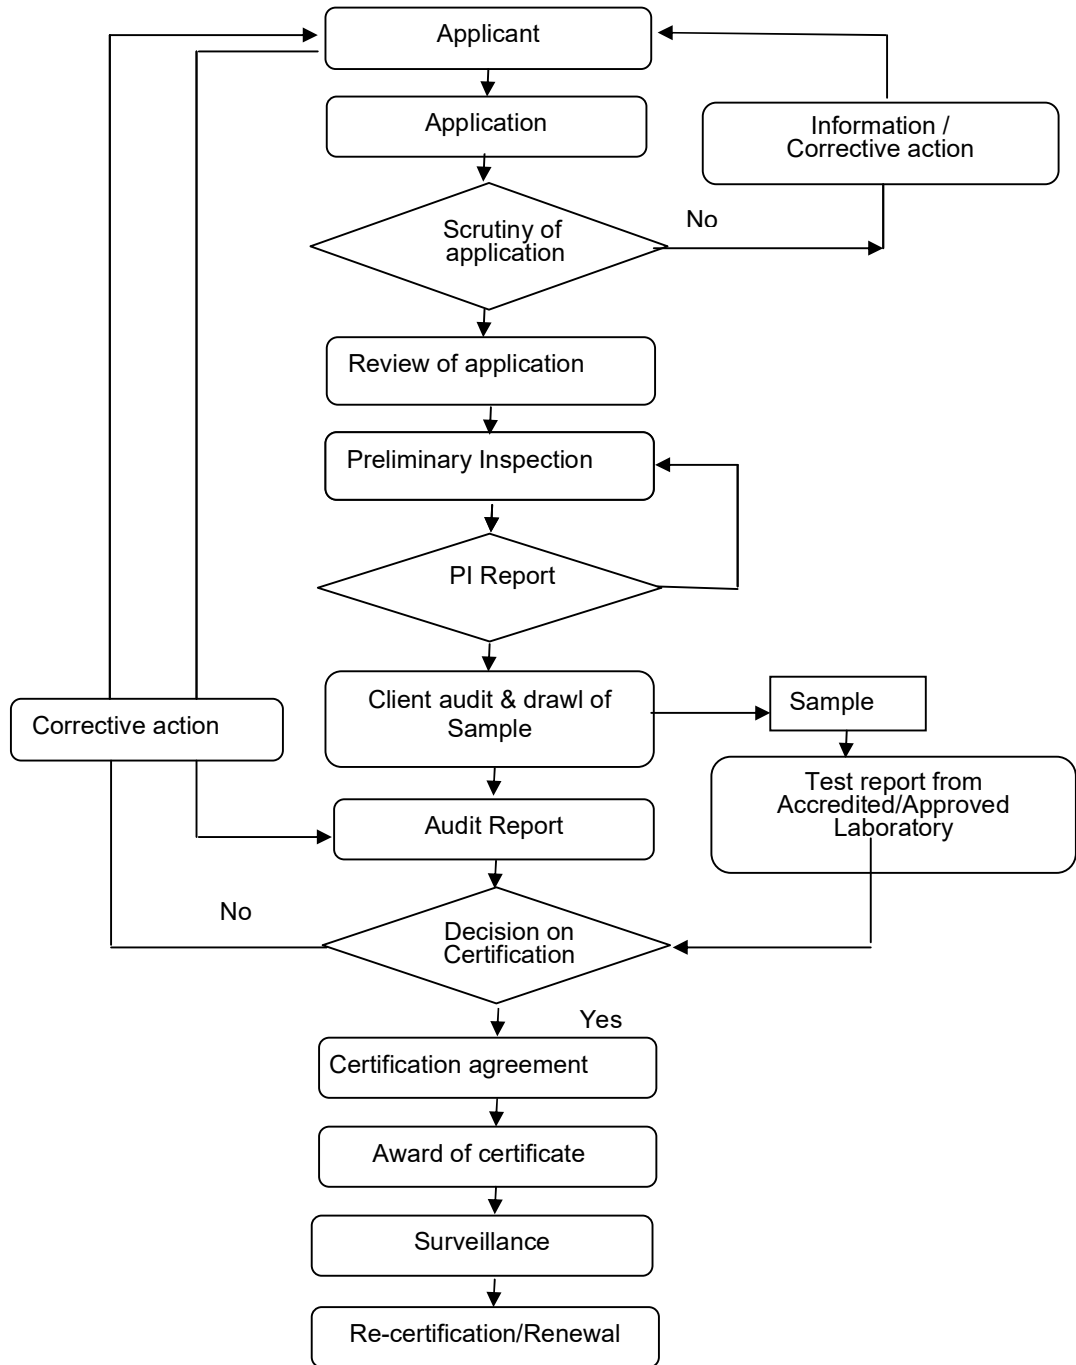 Applicant
Application
Information /
Corrective action
Scrutiny of
application
No
Review of application
Preliminary Inspection
PI Report
Client audit & drawl of
Sample
Sample
Corrective action
Test report from
Accredited/Approved
Laboratory
Audit Report
No
Decision on
Certification
Yes
Certification agreement
Award of certificate
Surveillance
Re-certification/Renewal